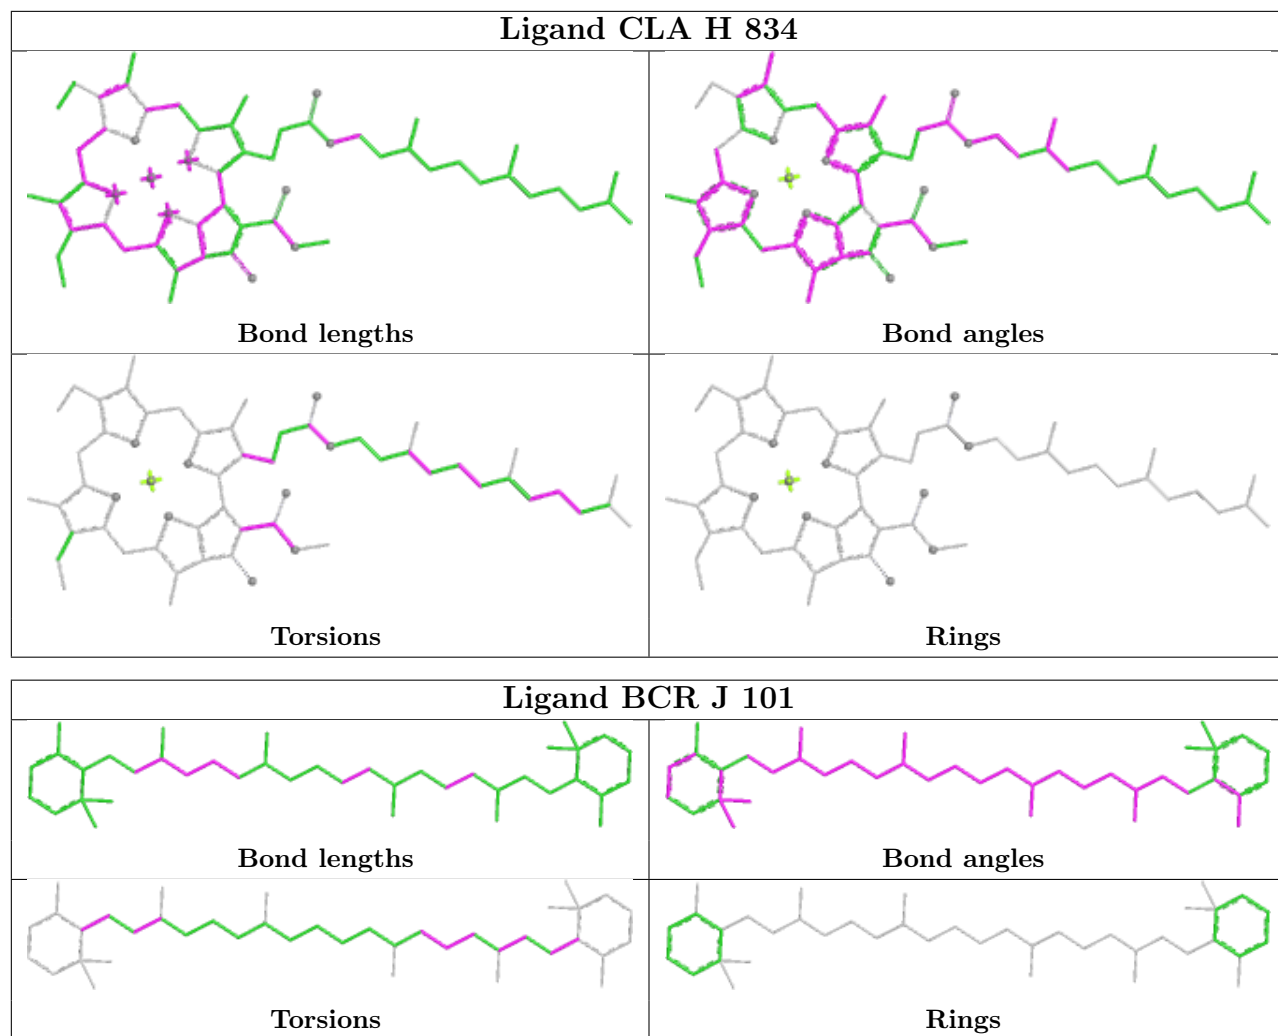 Ligand CLA H 834
Bond lengths
Bond angles
Torsions
Rings
Ligand BCR J 101
Bond lengths
Bond angles
Torsions
Rings